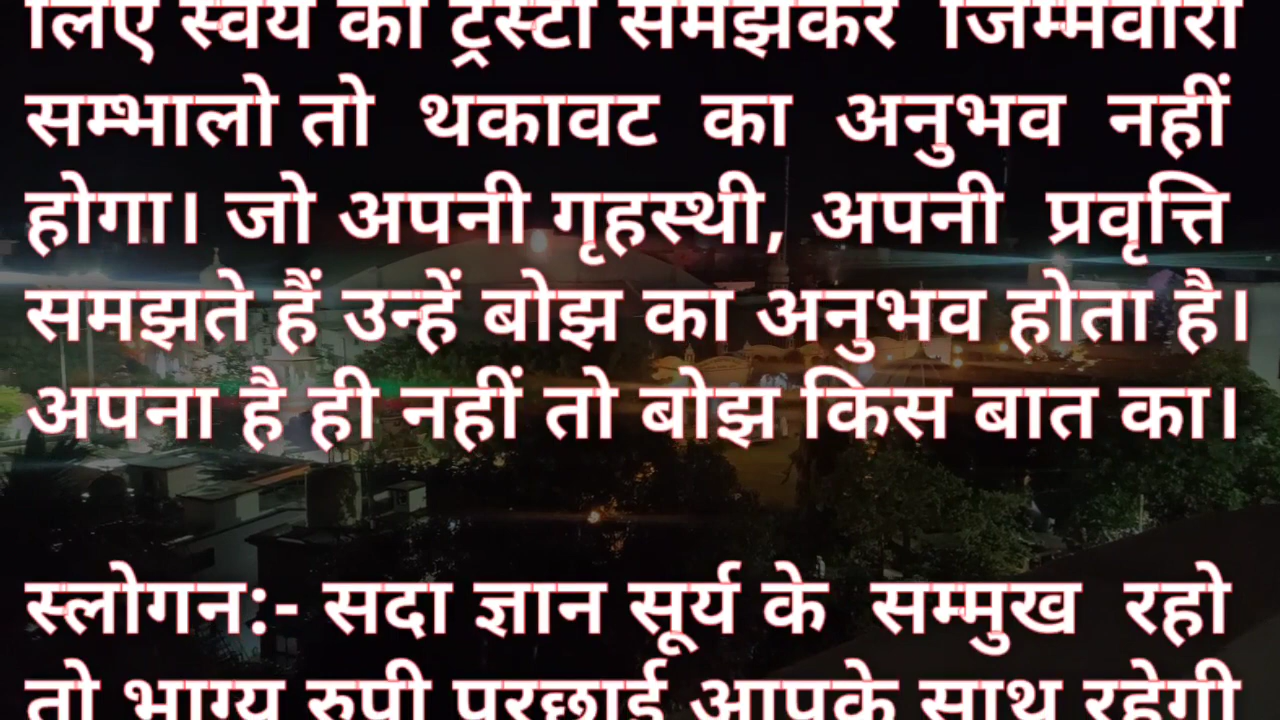 लिए स्वयं को ट्रस्टी समझकर जिम्मेवारी
सम्भालो तो थकावट का अनुभव नहीं
होगा। जो अपनी गृहस्थी, अपनी प्रवृत्ति
समझते हैं उन्हें बोझ का अनुभव होता है।
अपना है ही नहीं तो बोझ किस बात का।
स्लोगन:- सदा ज्ञान सूर्य के सम्मुख रहो
तो भाग्य रुपी परछाई आपके साथ रहेगी